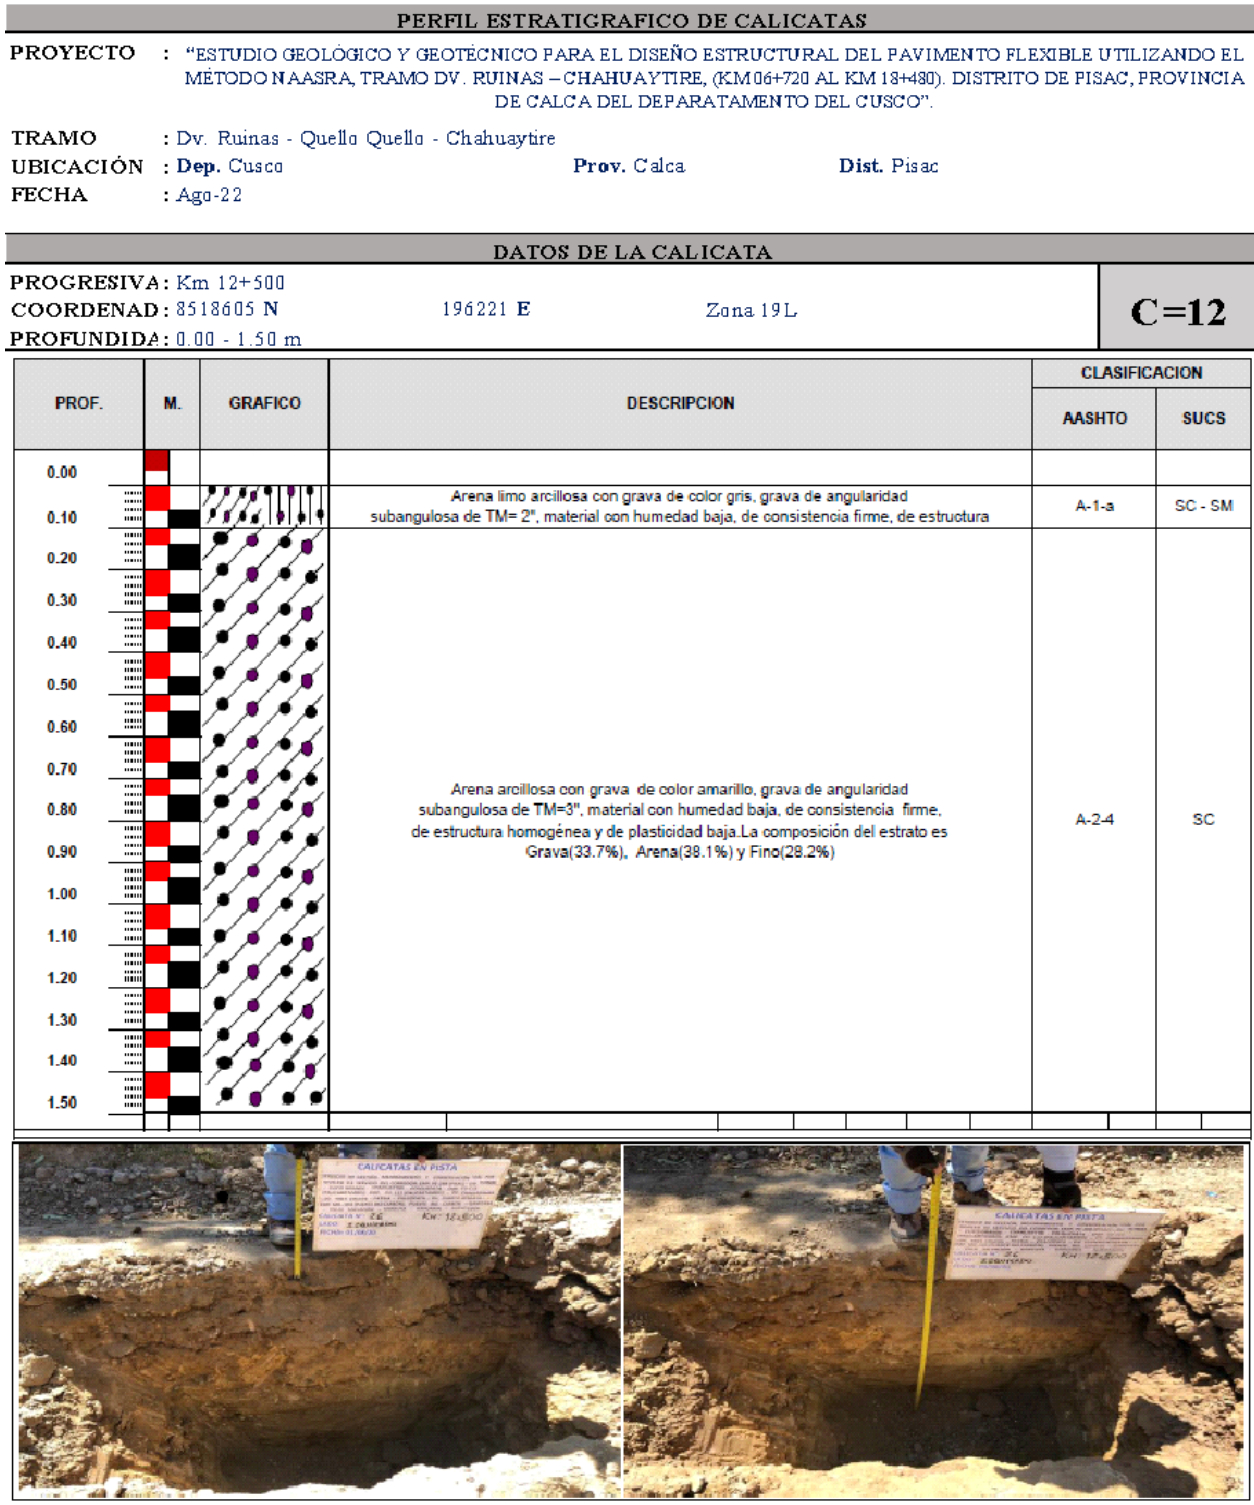 PERFIL ESTRATIGRAFICO DE CALICATAS
PROYECTO : “ESTUDIO GEOLÓGICO Y GEOTÉCNICO PARA EL DISEÑO ESTRUCTURAL DEL PAVIMENTO FLEXIBLE UTILIZANDO EL
MÉTODO NAASRA, TRAMO DV. RUINAS – CHAHUAYTIRE, (KM 06+720 AL KM 18+480). DISTRITO DE PISAC, PROVINCIA
DE CALCA DEL DEPARATAMENTO DEL CUSCO”.
TRAMO : Dv. Ruinas - Quello Quello - Chahuaytire
UBICACIÓN : Dep. Cusco Prov. Calca Dist. Pisac
FECHA : Ago-22
DATOS DE LA CALICATA
PROGRESIVA: Km 12+500
COORDENAD: 8518605 N 196221 E Zona 19L
PROFUNDIDA: 0.00 - 1.50 m
C=12
PROF. M. GRAFICO DESCRIPCION CLASIFICACION
AASHTO SUCS
0.00
0.10
Arena limo arcillosa con grava de color gris, grava de angularidad
subangulosa de TM= 2", material con humedad baja, de consistencia firme, de estructura
A-1-a SC - SM
0.20
0.30
0.40
0.50
0.60
0.70
0.80
0.90
1.00
1.10
1.20
1.30
1.40
1.50
Arena arcillosa con grava de color amarillo, grava de angularidad
subangulosa de TM=3", material con humedad baja, de consistencia firme,
de estructura homogénea y de plasticidad baja.La composición del estrato es
Grava(33.7%), Arena(38.1%) y Fino(28.2%)
A-2-4 SC
CALICATAS EN PISTA
CALICATAS EN PISTA